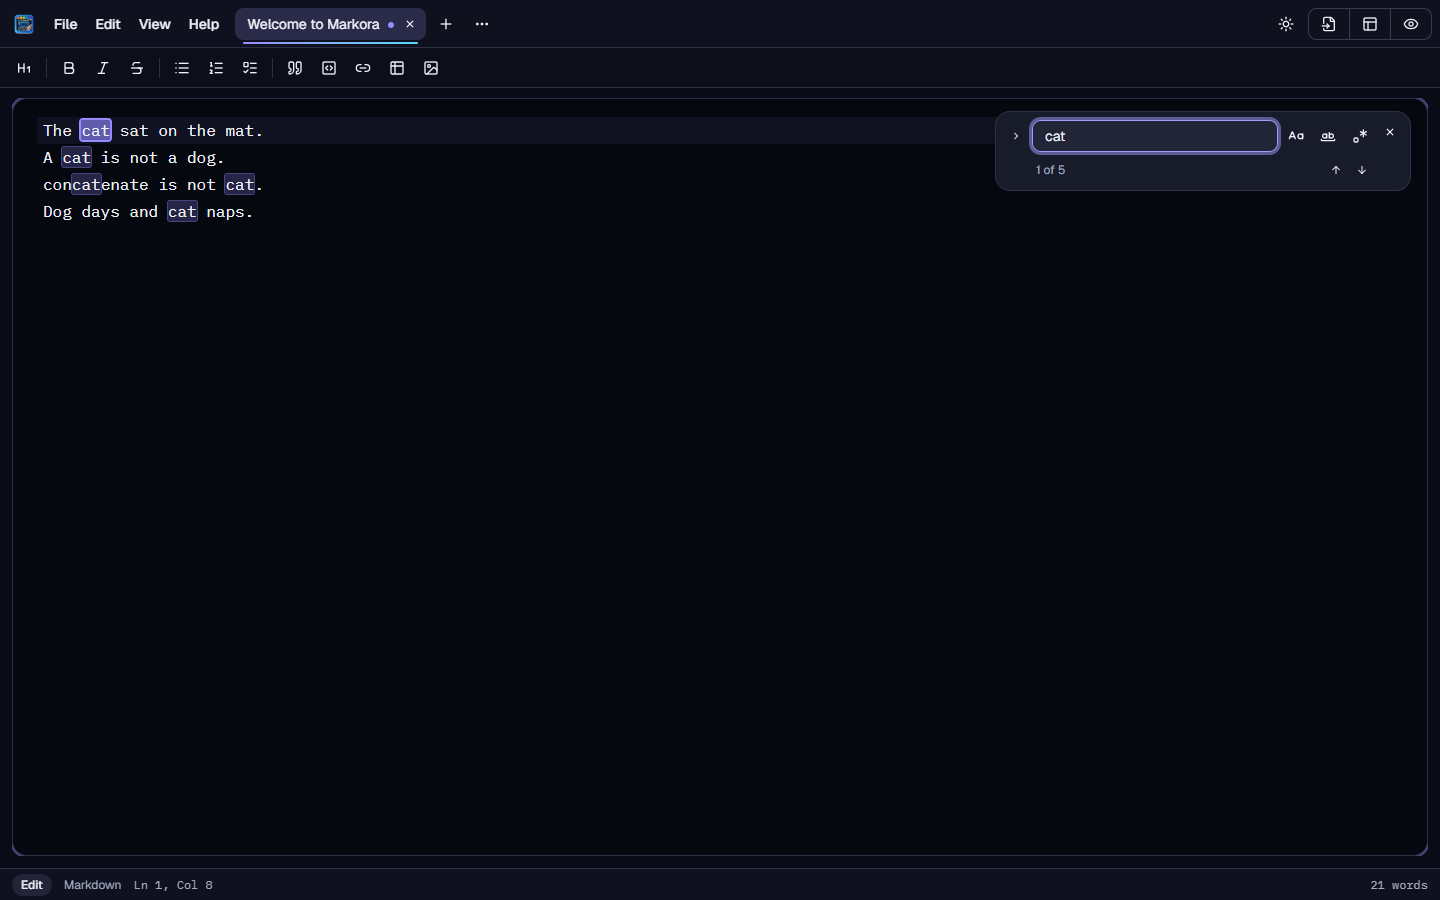 File Edit View Help Welcome to Markora
H1
The cat sat on the mat.
A cat is not a dog.
concatenate is not cat.
Dog days and cat naps.
cat Aa ab
1 of 5
Edit Markdown Ln 1, Col 8 21 words